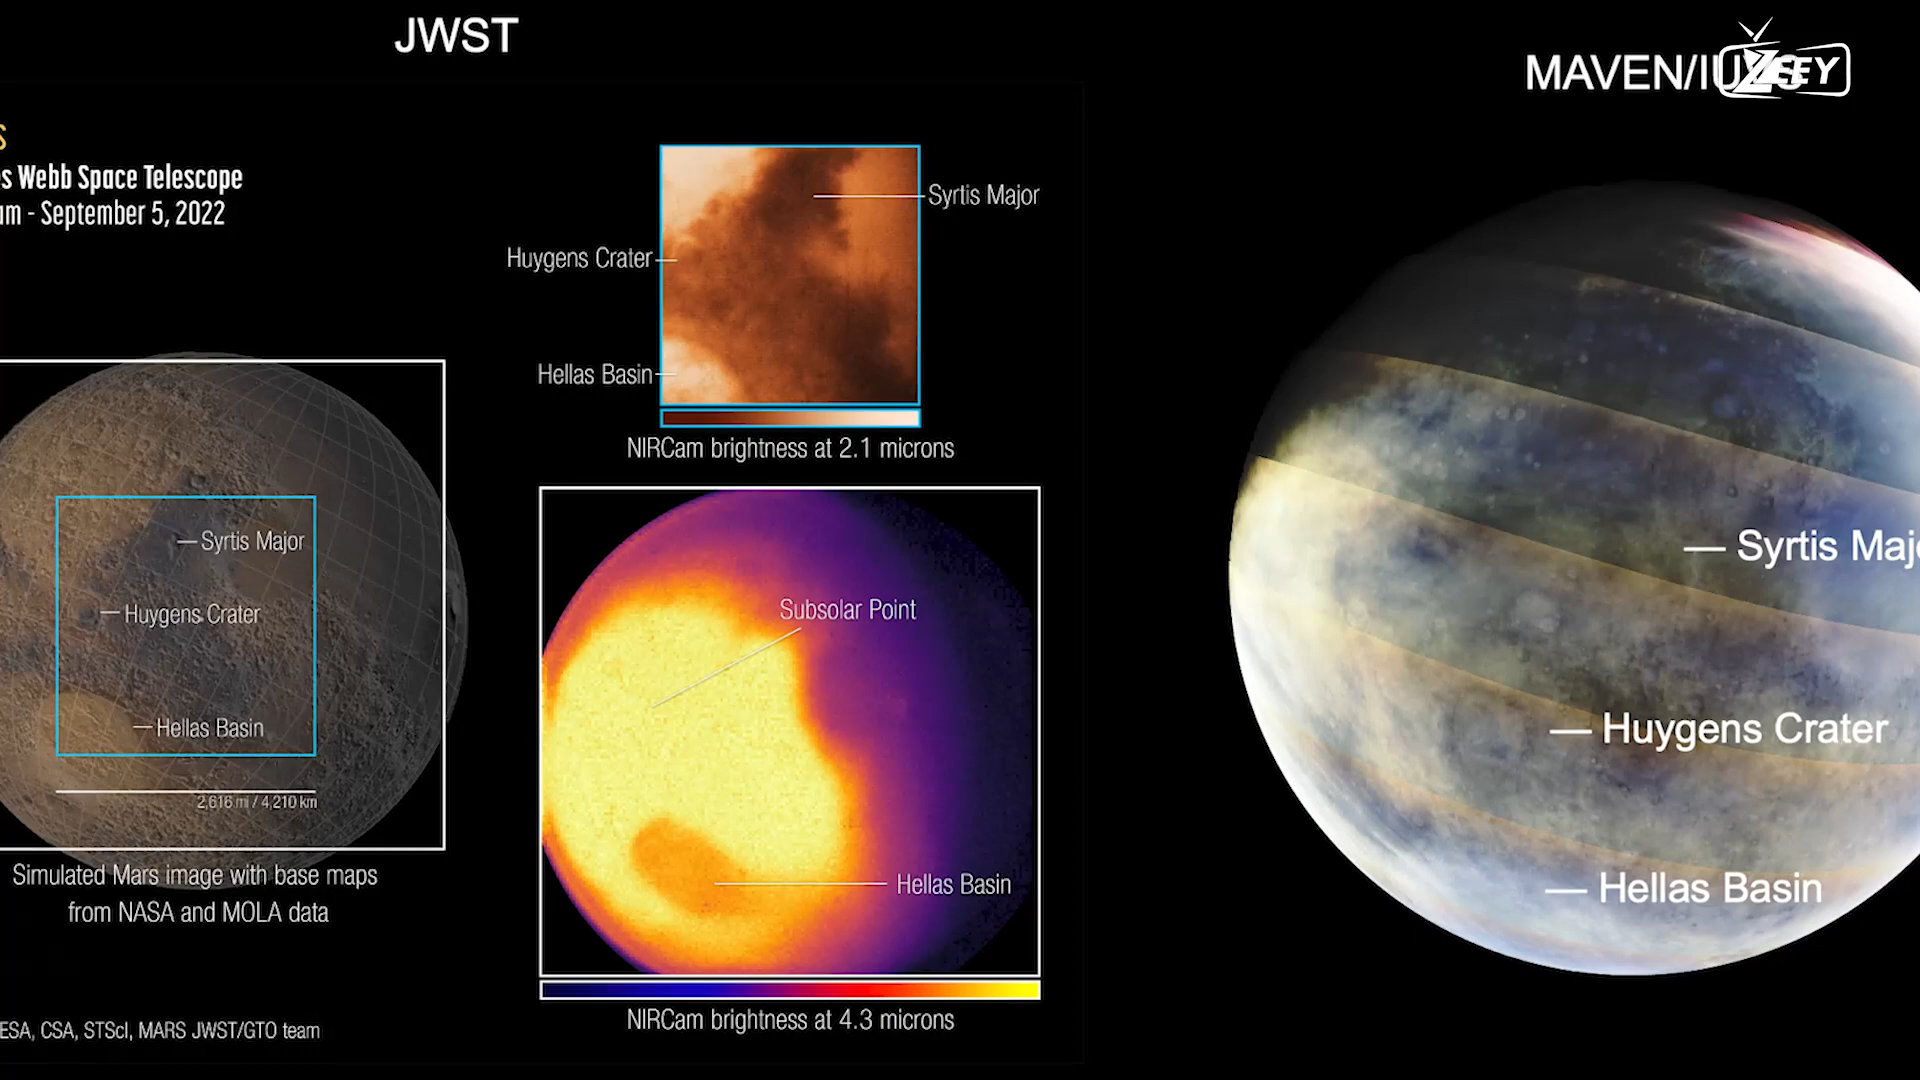 JWST
s Webb Space Telescope
um - September 5, 2022
Syrtis Major
Huygens Crater
Hellas Basin
2,616 mi / 4,210 km
Simulated Mars image with base maps
from NASA and MOLA data
ESA, CSA, STScI, MARS JWST/GTO team
Syrtis Major
Huygens Crater
Hellas Basin
NIRCam brightness at 2.1 microns
Subsolar Point
Hellas Basin
NIRCam brightness at 4.3 microns
MAVEN/IU
ZEEY
Syrtis Maj
Huygens Crater
Hellas Basin